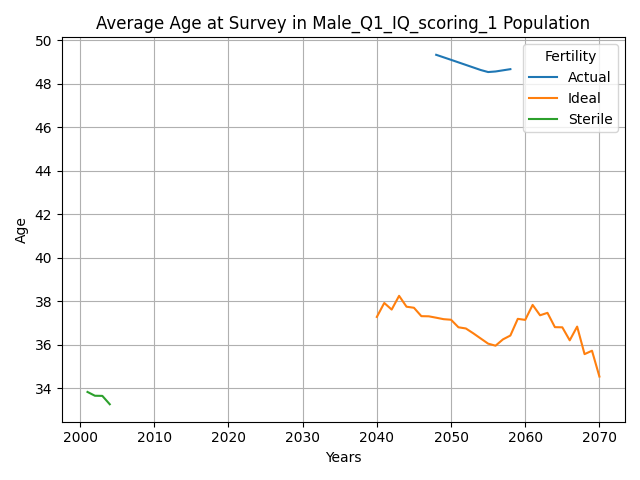 Average Age at Survey in Male_Q1_IQ_scoring_1 Population
Fertility
Actual
Ideal
Sterile
Age
50
48
46
44
42
40
38
36
34
2000 2010 2020 2030 2040 2050 2060 2070
Years